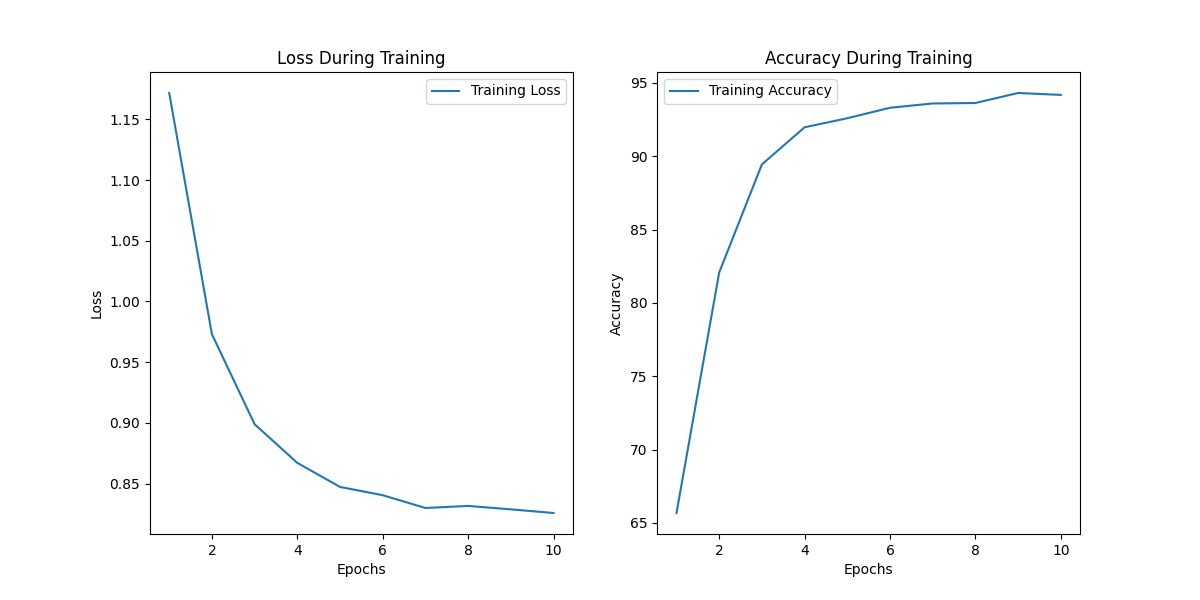 Loss During Training
Training Loss
1.15
1.10
1.05
1.00
0.95
0.90
0.85
Loss
2 4 6 8 10
Epochs
Accuracy During Training
Training Accuracy
95
90
85
80
75
70
65
Accuracy
2 4 6 8 10
Epochs